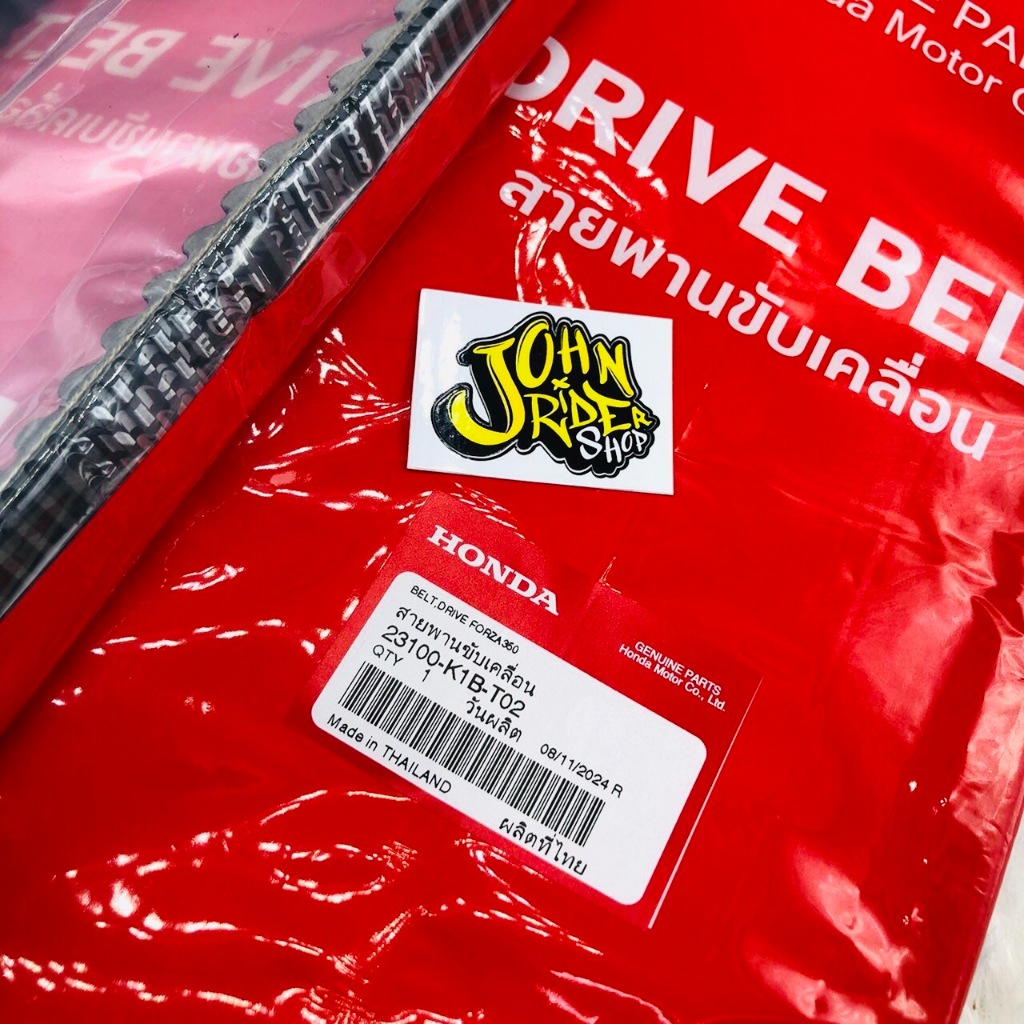 DRIVE BEL
สายพานขับเคลื่อน
JOHN
RIDER
SHOP
HONDA
GENUINE PARTS
Honda Motor Co., Ltd.
BELT,DRIVE FORZA350
สายพานขับเคลื่อน
23100-K1B-T02
QTY 1 วันผลิต 08/11/2024 R
Made in THAILAND ผลิตที่ไทย